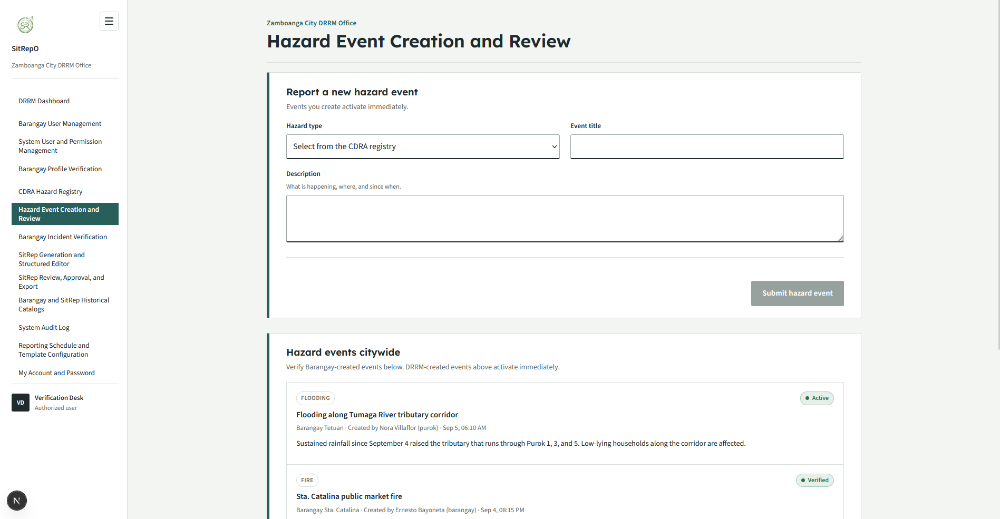 SR
SitRepO
Zamboanga City DRRM Office
DRRM Dashboard
Barangay User Management
System User and Permission
Management
Barangay Profile Verification
CDRA Hazard Registry
Hazard Event Creation and
Review
Barangay Incident Verification
SitRep Generation and
Structured Editor
SitRep Review, Approval, and
Export
Barangay and SitRep Historical
Catalogs
System Audit Log
Reporting Schedule and
Template Configuration
My Account and Password
VD
Verification Desk
Authorized user
N
Zamboanga City DRRM Office
Hazard Event Creation and Review
Report a new hazard event
Events you create activate immediately.
Hazard type
Event title
Select from the CDRA registry
Description
What is happening, where, and since when.
Submit hazard event
Hazard events citywide
Verify Barangay-created events below. DRRM-created events above activate immediately.
FLOODING
Active
Flooding along Tumaga River tributary corridor
Barangay Tetuan · Created by Nora Villaflor (purok) · Sep 5, 06:10 AM
Sustained rainfall since September 4 raised the tributary that runs through Purok 1, 3, and 5. Low-lying households along the corridor are affected.
FIRE
Verified
Sta. Catalina public market fire
Barangay Sta. Catalina · Created by Ernesto Bayoneta (barangay) · Sep 4, 08:15 PM